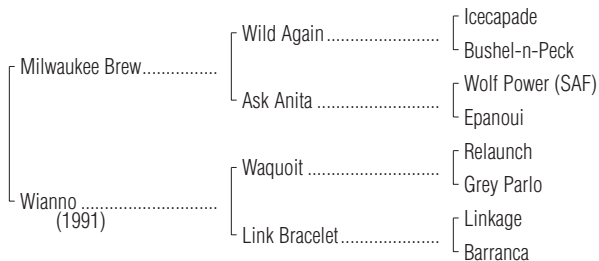 Icecapade
Wild Again ........................
Bushel-n-Peck
Milwaukee Brew................
Wolf Power (SAF)
Ask Anita ..........................
Epanoui
Relaunch
Waquoit ............................
Grey Parlo
Wianno .............................
(1991)
Linkage
Link Bracelet.....................
Barranca